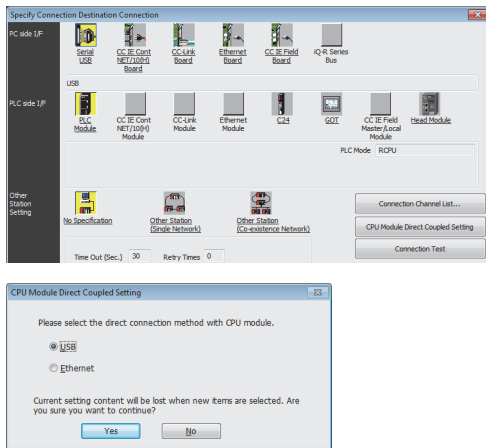 Specify Connection Destination Connection
PC side I/F
Serial USB
CC IE Cont NET/10(H) Board
CC-Link Board
Ethernet Board
CC IE Field Board
iQ-R Series Bus
USB
PLC side I/F
PLC Module
CC IE Cont NET/10(H) Module
CC-Link Module
Ethernet Module
C24
GOT
CC IE Field Master/Local Module
Head Module
PLC Mode RCPU
Other Station Setting
No Specification
Other Station (Single Network)
Other Station (Co-existence Network)
Time Out (Sec.) 30 Retry Times 0
Connection Channel List...
CPU Module Direct Coupled Setting
Connection Test
CPU Module Direct Coupled Setting
Please select the direct connection method with CPU module.
USB
Ethernet
Current setting content will be lost when new items are selected. Are
you sure you want to continue?
Yes No